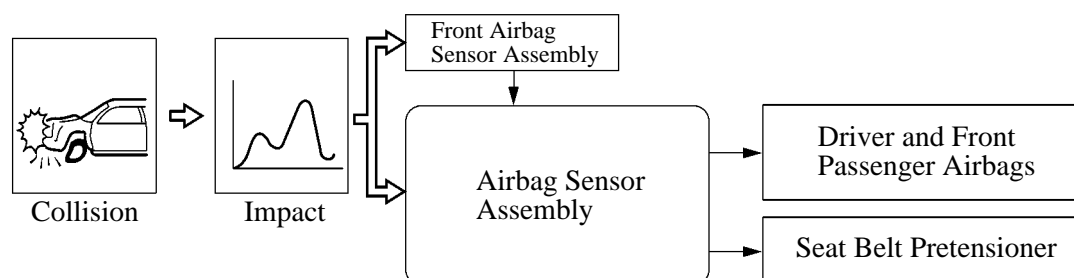 Front Airbag
Sensor Assembly
Collision
Impact
Airbag Sensor
Assembly
Driver and Front
Passenger Airbags
Seat Belt Pretensioner